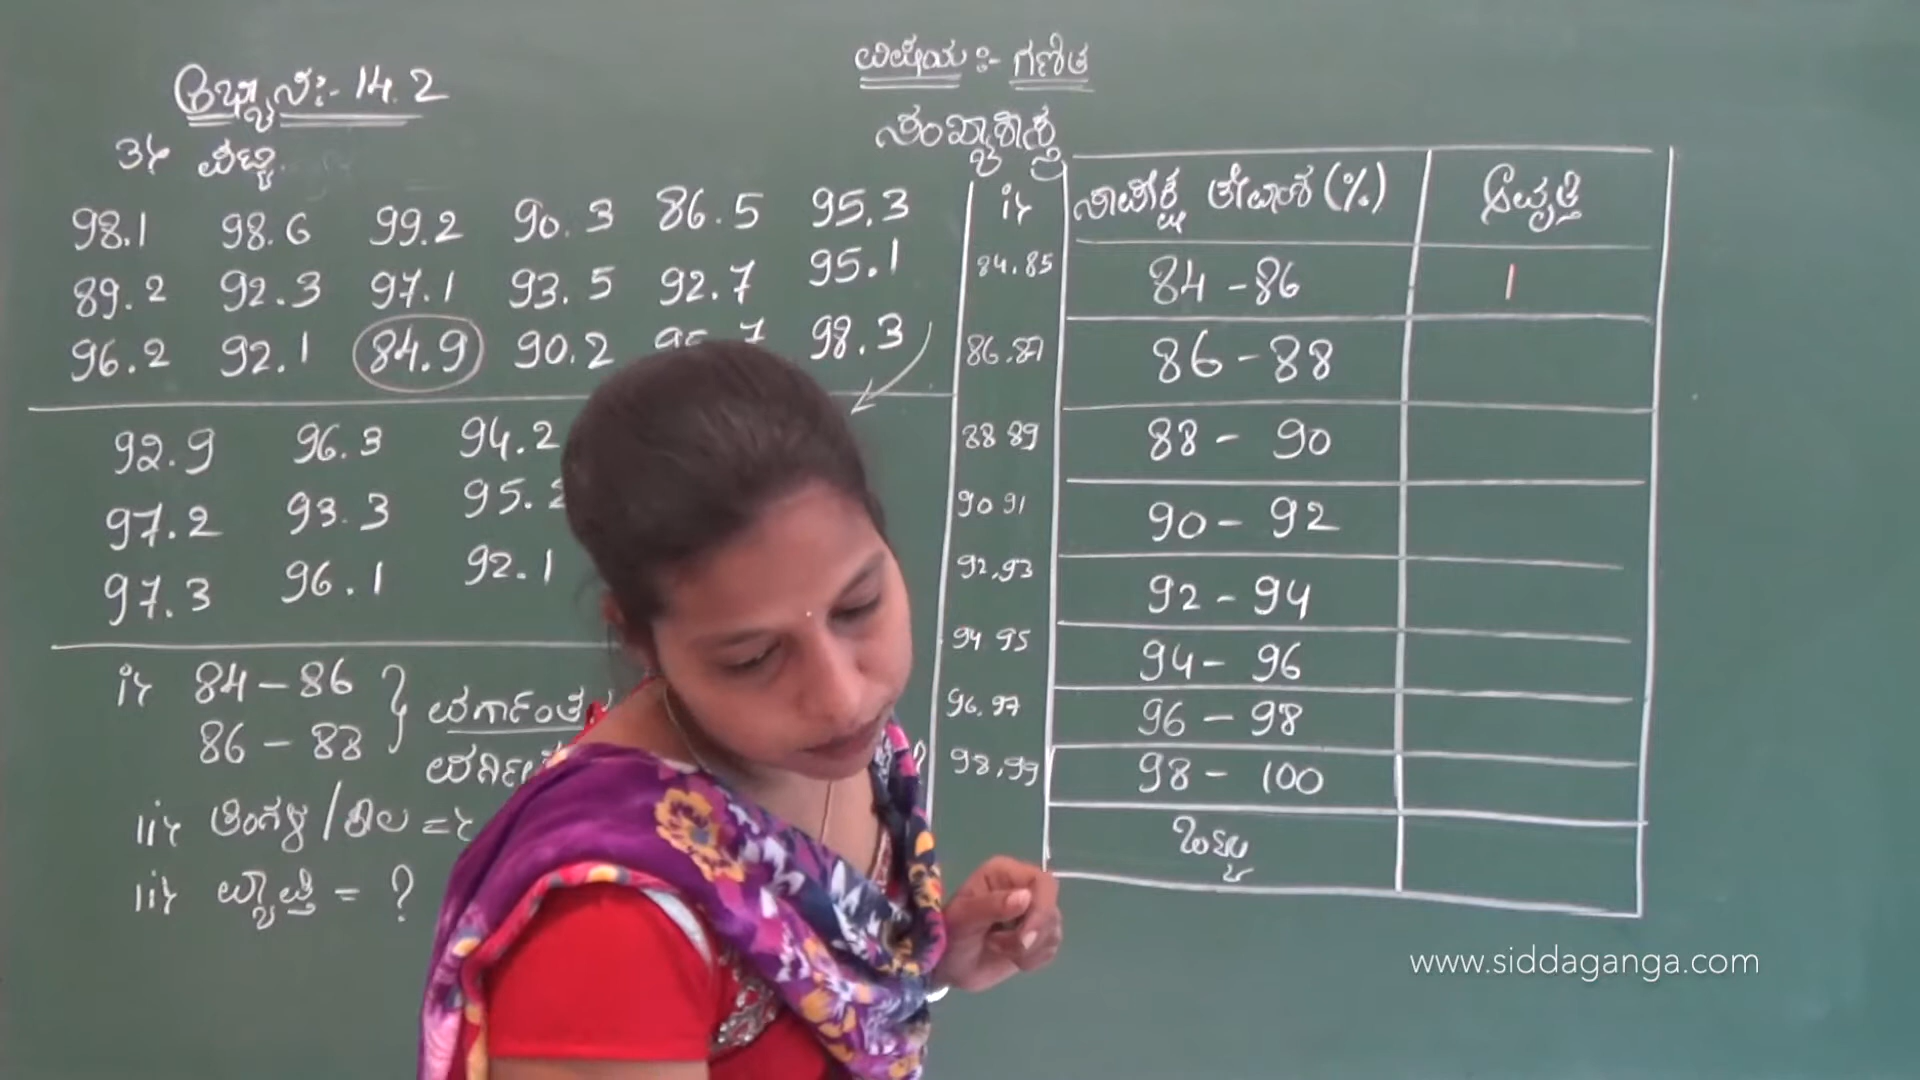 ವಿಷಯ :- ಗಣಿತ
ಅಭ್ಯಾಸ :- 14.2
ಸಂಖ್ಯಾಶಾಸ್ತ್ರ
3
98.1 98.6 99.2 90.3 86.5 95.3
89.2 92.3 97.1 93.5 92.7 95.1
96.2 92.1 84.9 90.2 98.3
92.9 96.3 94.2
97.2 93.3 95.
97.3 96.1 92.1
i 84 - 86
86 - 88
ವರ್ಗಾಂತ
ii ತಿಂಗಳ /
iii ವ್ಯಾಪ್ತಿ = ?
i ಸಾಪೇಕ್ಷ ತೇವಾಂಶ (%) ಆವೃತ್ತಿ
84.85 84 - 86 1
86.87 86 - 88
88 89 88 - 90
90 91 90 - 92
92,93 92 - 94
94 95 94 - 96
96.97 96 - 98
98,99 98 - 100
ಒಟ್ಟು
www.siddaganga.com